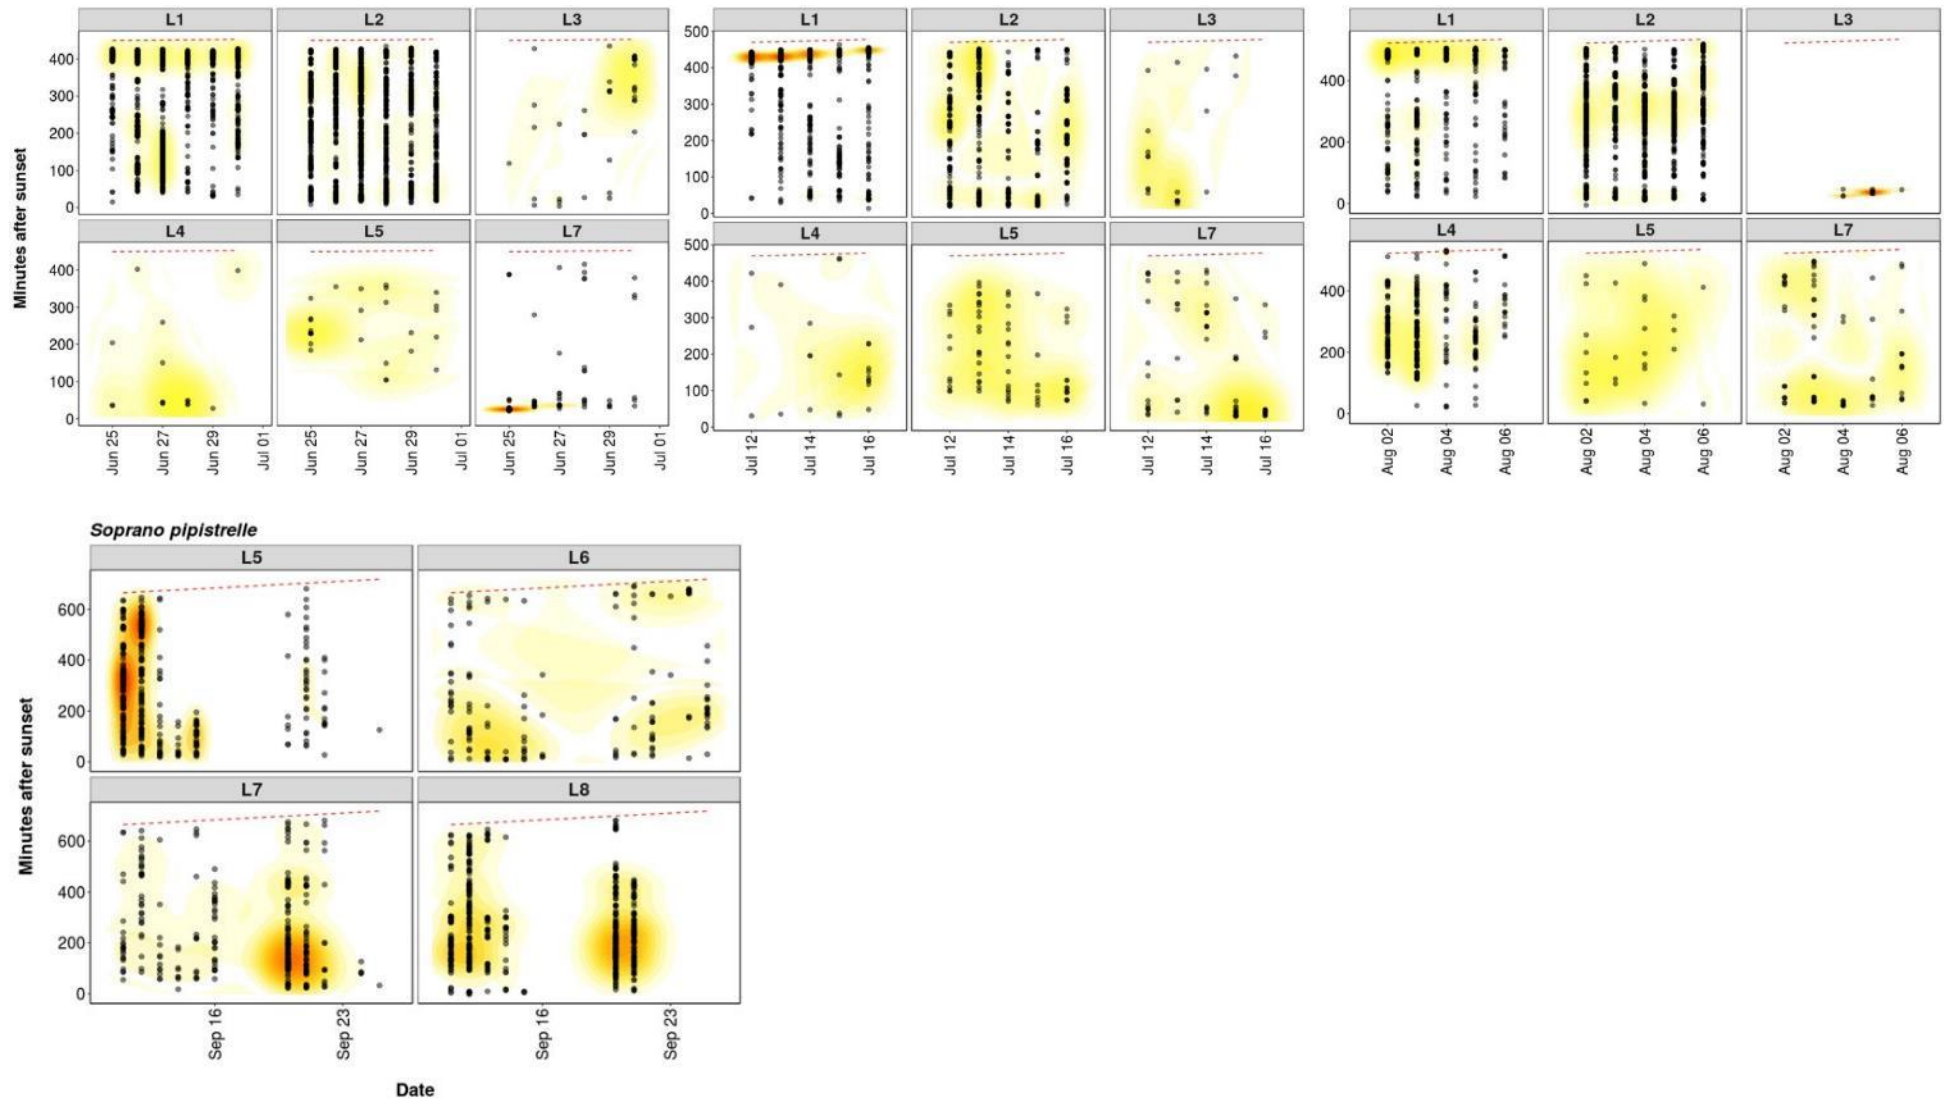 L1 L2 L3
Minutes after sunset
400
300
200
100
0
L4 L5 L7
400
300
200
100
0
Jun 25 Jun 27 Jun 29 Jul 01 Jun 25 Jun 27 Jun 29 Jul 01 Jun 25 Jun 27 Jun 29 Jul 01
L1 L2 L3
500
400
300
200
100
0
L4 L5 L7
500
400
300
200
100
0
Jul 12 Jul 14 Jul 16 Jul 12 Jul 14 Jul 16 Jul 12 Jul 14 Jul 16
L1 L2 L3
400
200
0
L4 L5 L7
400
200
0
Aug 02 Aug 04 Aug 06 Aug 02 Aug 04 Aug 06 Aug 02 Aug 04 Aug 06
Soprano pipistrelle
L5 L6
Minutes after sunset
600
400
200
0
L7 L8
600
400
200
0
Sep 16 Sep 23 Sep 16 Sep 23
Date